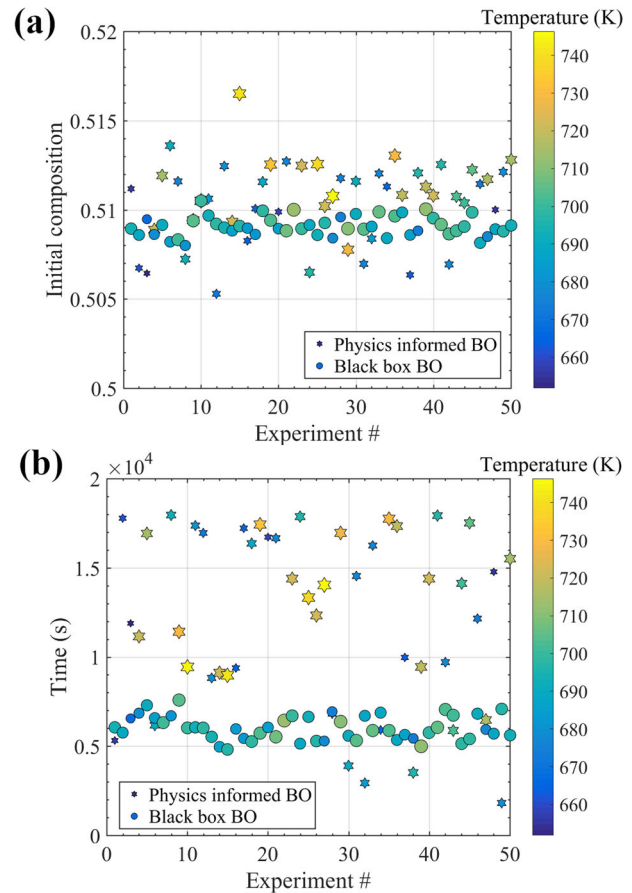 (a)
Temperature (K)
0.52
0.515
0.51
0.505
0.5
Initial composition
Physics informed BO
Black box BO
0 10 20 30 40 50
Experiment #
740
730
720
710
700
690
680
670
660
(b)
Temperature (K)
×10⁴
2
1.5
1
0.5
0
Time (s)
Physics informed BO
Black box BO
0 10 20 30 40 50
Experiment #
740
730
720
710
700
690
680
670
660